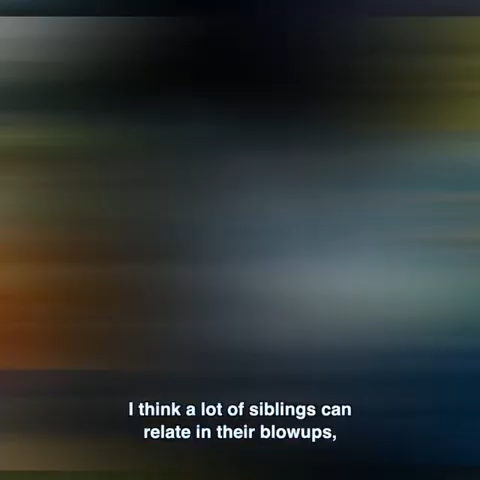 I think a lot of siblings can
relate in their blowups,